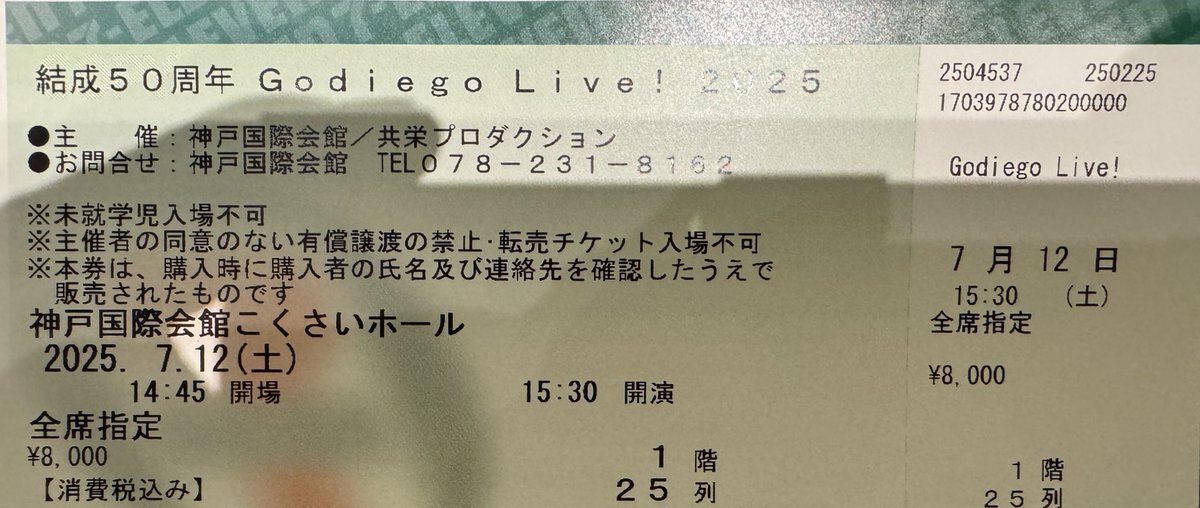 結成５０周年 Ｇｏｄｉｅｇｏ Ｌｉｖｅ！ ２０２５
●主　　催：神戸国際会館／共栄プロダクション
●お問合せ：神戸国際会館　TEL０７８－２３１－８１６２
※未就学児入場不可
※主催者の同意のない有償譲渡の禁止・転売チケット入場不可
※本券は、購入時に購入者の氏名及び連絡先を確認したうえで
販売されたものです
神戸国際会館こくさいホール
2025. 7.12(土)
14:45 開場　15:30 開演
全席指定
¥8,000
【消費税込み】
1 階
25 列
2504537　250225
1703978780200000
Godiego Live!
7 月 12 日
15:30 （土）
全席指定
¥8,000
1 階
25 列